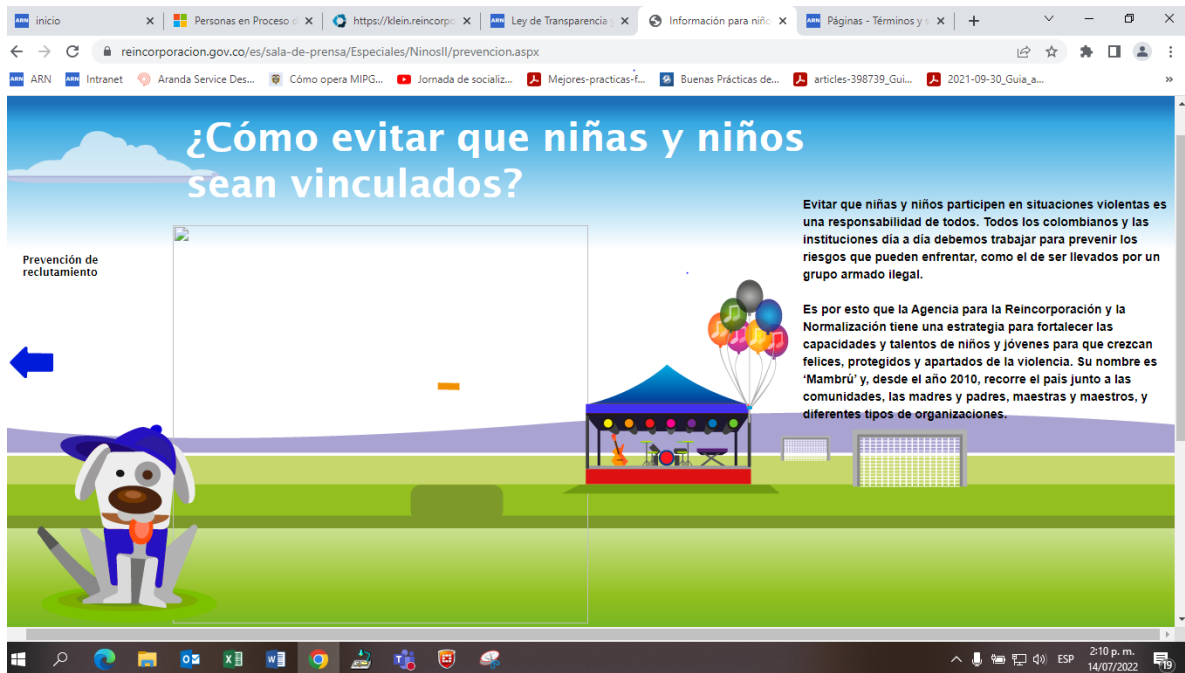 inicio
Personas en Proceso d
https://klein.reincorpo
Ley de Transparencia y
Información para niño
Páginas - Términos y s
reincorporacion.gov.co/es/sala-de-prensa/Especiales/NinosII/prevencion.aspx
ARN
Intranet
Aranda Service Des...
Cómo opera MIPG...
Jornada de socializ...
Mejores-practicas-f...
Buenas Prácticas de...
articles-398739_Gui...
2021-09-30_Guia_a...
¿Cómo evitar que niñas y niños
sean vinculados?
Prevención de
reclutamiento
Evitar que niñas y niños participen en situaciones violentas es
una responsabilidad de todos. Todos los colombianos y las
instituciones día a día debemos trabajar para prevenir los
riesgos que pueden enfrentar, como el de ser llevados por un
grupo armado ilegal.
Es por esto que la Agencia para la Reincorporación y la
Normalización tiene una estrategia para fortalecer las
capacidades y talentos de niños y jóvenes para que crezcan
felices, protegidos y apartados de la violencia. Su nombre es
‘Mambrú’ y, desde el año 2010, recorre el país junto a las
comunidades, las madres y padres, maestras y maestros, y
diferentes tipos de organizaciones.
ESP
2:10 p. m.
14/07/2022
19